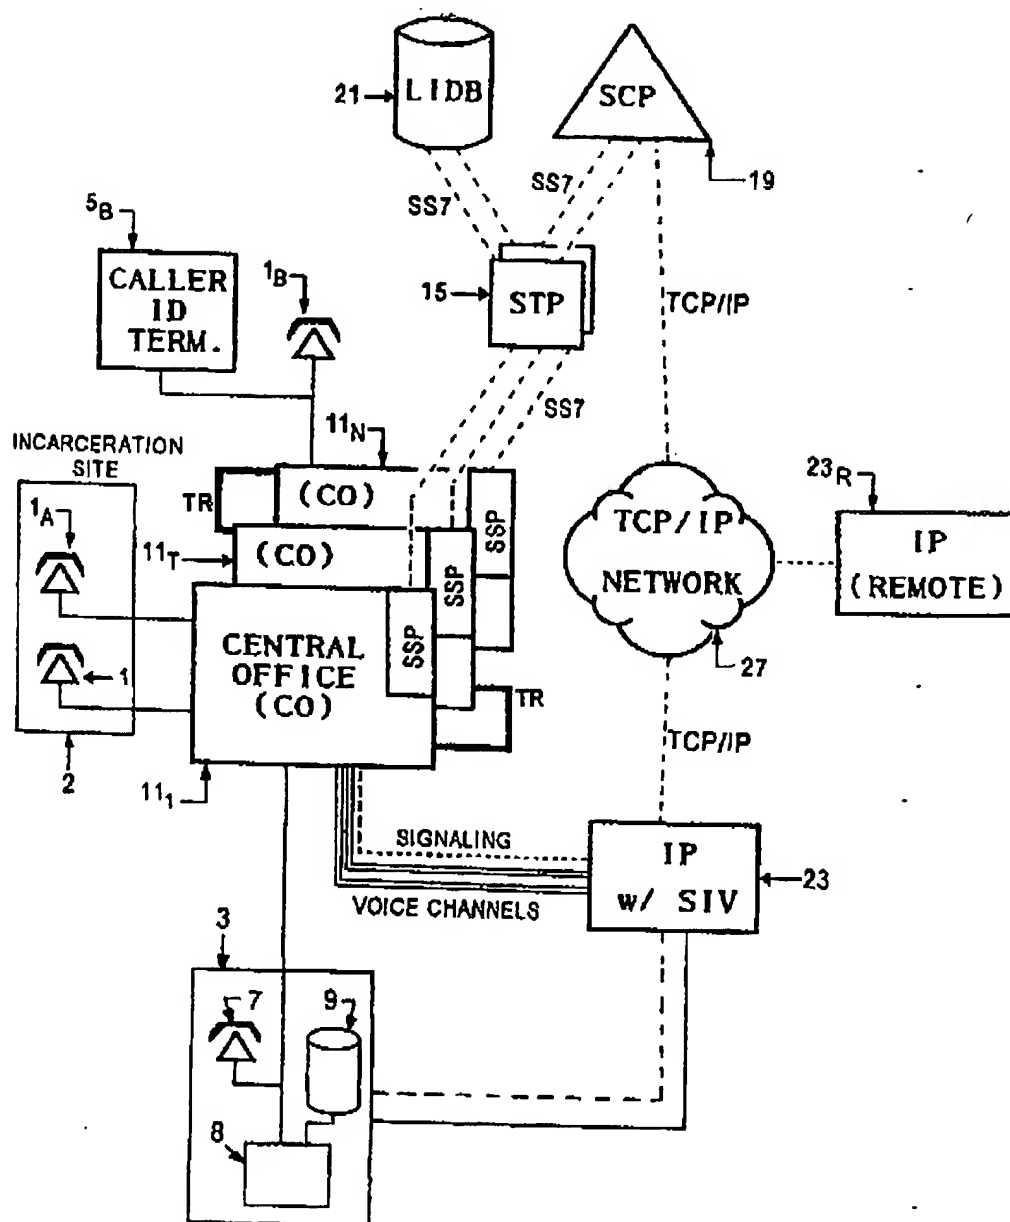 LIDB
21
SCP
19
SS7
SS7
5B
CALLER
ID
TERM.
1B
15
STP
TCP/IP
SS7
INCARCERATION
SITE
11N
(CO)
TR
SSP
1A
11T
(CO)
SSP
TCP/IP
NETWORK
23R
IP
(REMOTE)
1
CENTRAL
OFFICE
(CO)
SSP
TR
27
2
111
TCP/IP
SIGNALING
VOICE CHANNELS
IP
w/ SIV
23
3
7
9
8